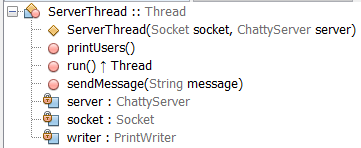 ServerThread :: Thread
ServerThread(Socket socket, ChattyServer server)
printUsers()
run() ↑ Thread
sendMessage(String message)
server : ChattyServer
socket : Socket
writer : PrintWriter